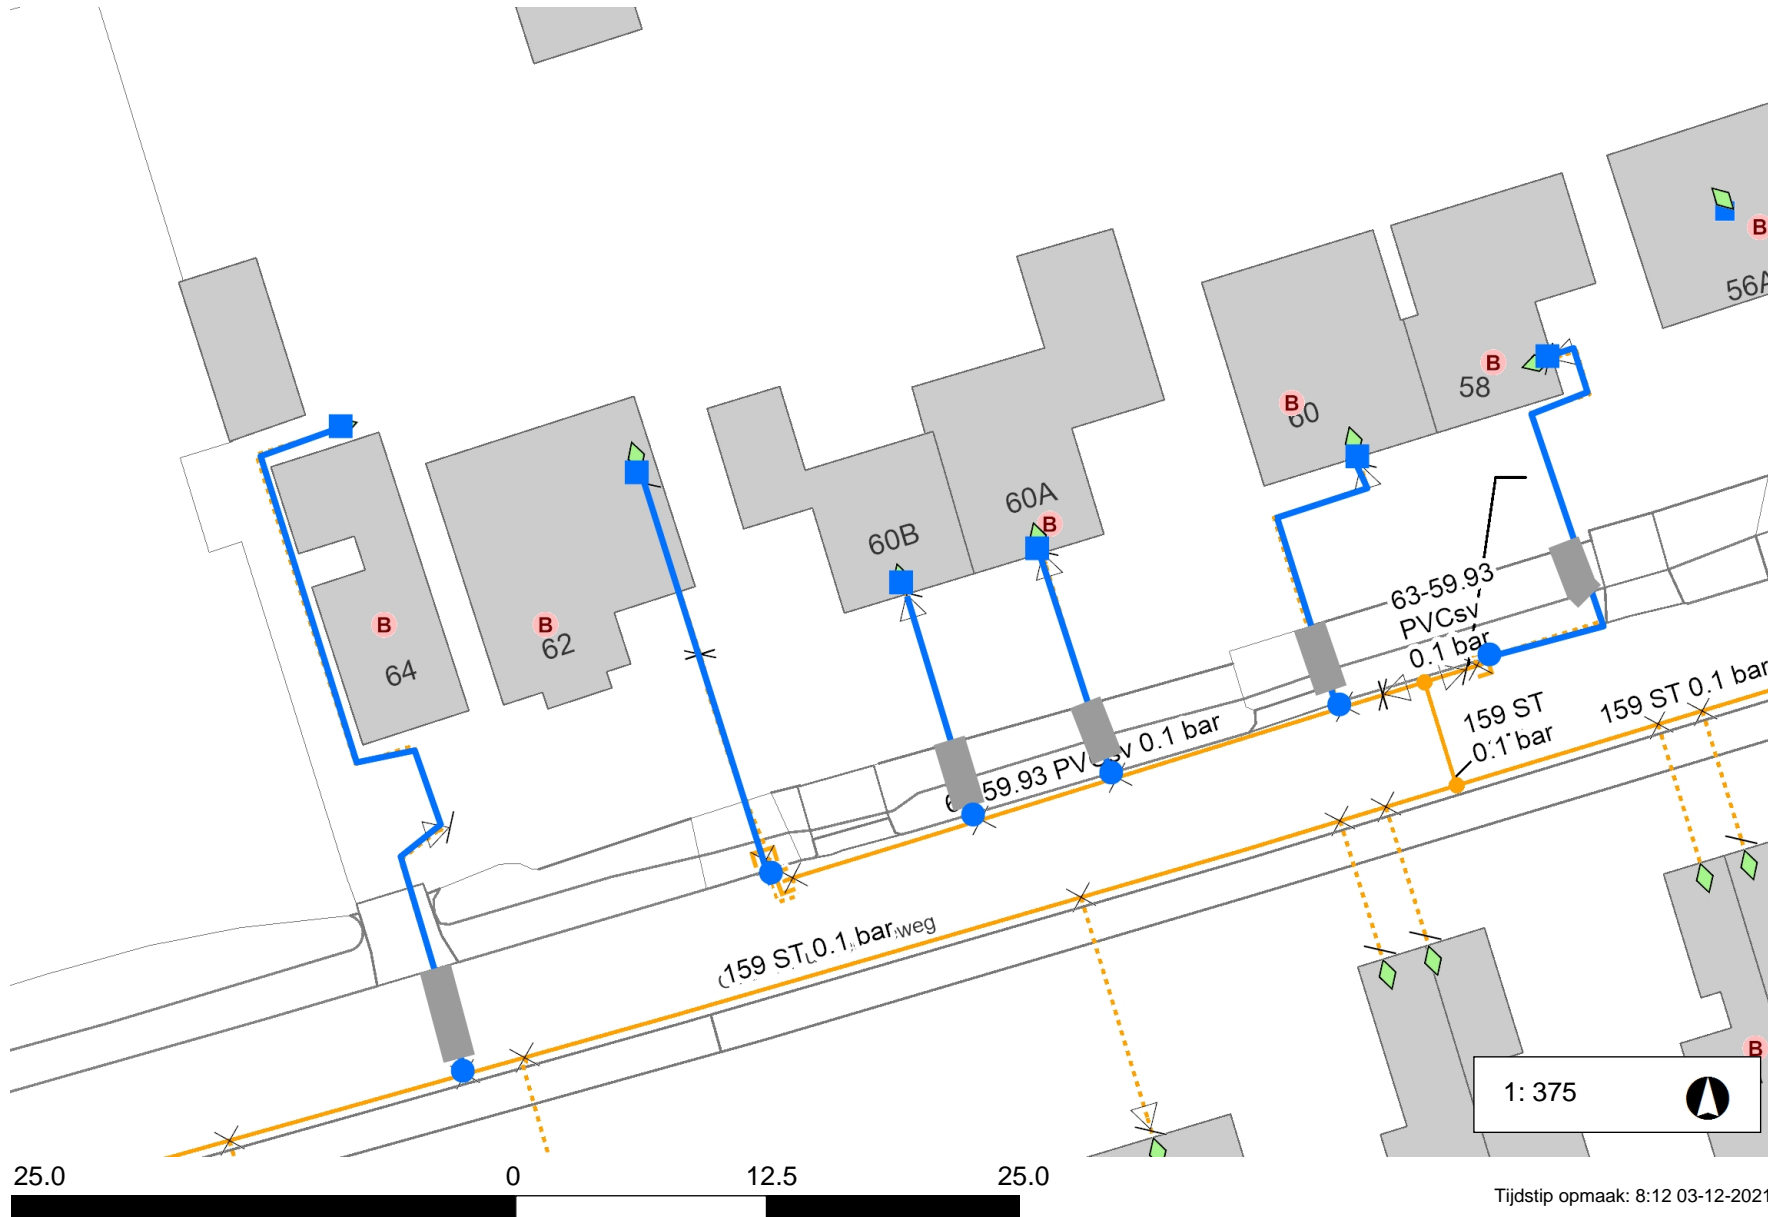 56A
58
B
B
60
B
60A
B
60B
B
62
B
64
B
63-59.93
PVCsv
0.1 bar
159 ST
0.1 bar
159 ST 0.1 bar
59.93 PVCsv 0.1 bar
159 ST 0.1 bar
weg
B
1: 375
25.0
0
12.5
25.0
Tijdstip opmaak: 8:12 03-12-2021